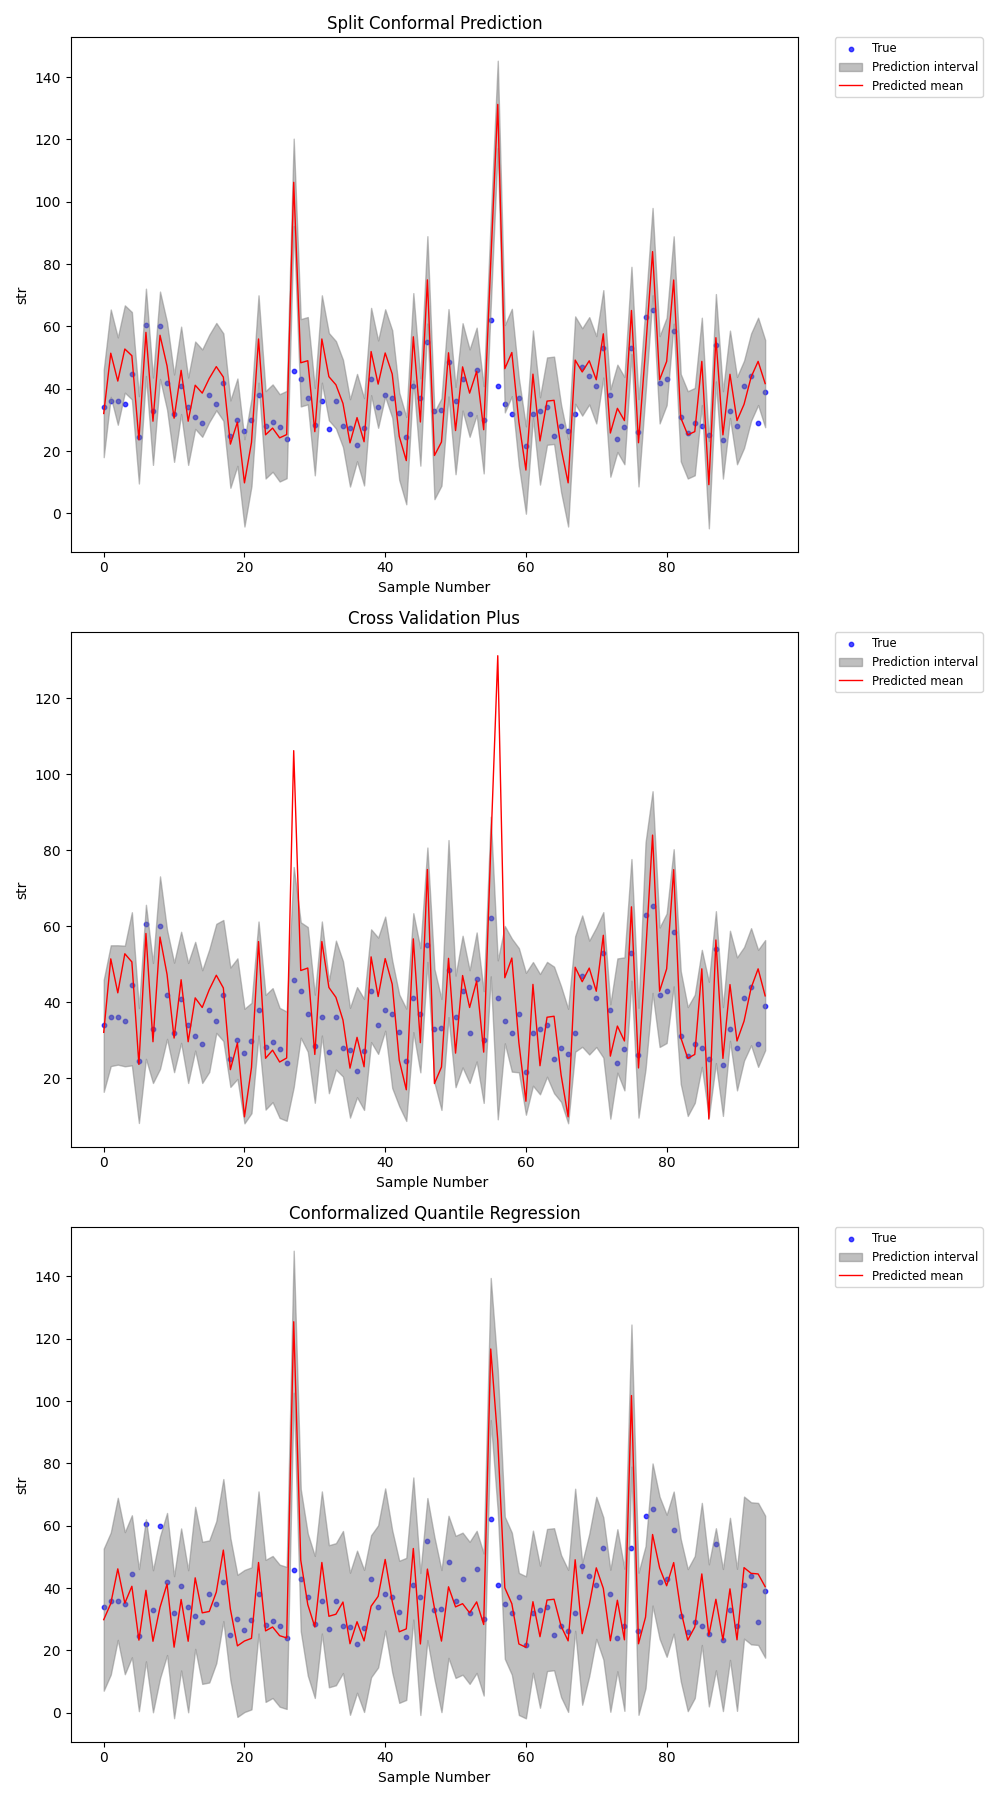 Split Conformal Prediction
140
120
100
80
60
40
20
0
str
0 20 40 60 80
Sample Number
True
Prediction interval
Predicted mean
Cross Validation Plus
120
100
80
60
40
20
str
0 20 40 60 80
Sample Number
True
Prediction interval
Predicted mean
Conformalized Quantile Regression
140
120
100
80
60
40
20
0
str
0 20 40 60 80
Sample Number
True
Prediction interval
Predicted mean